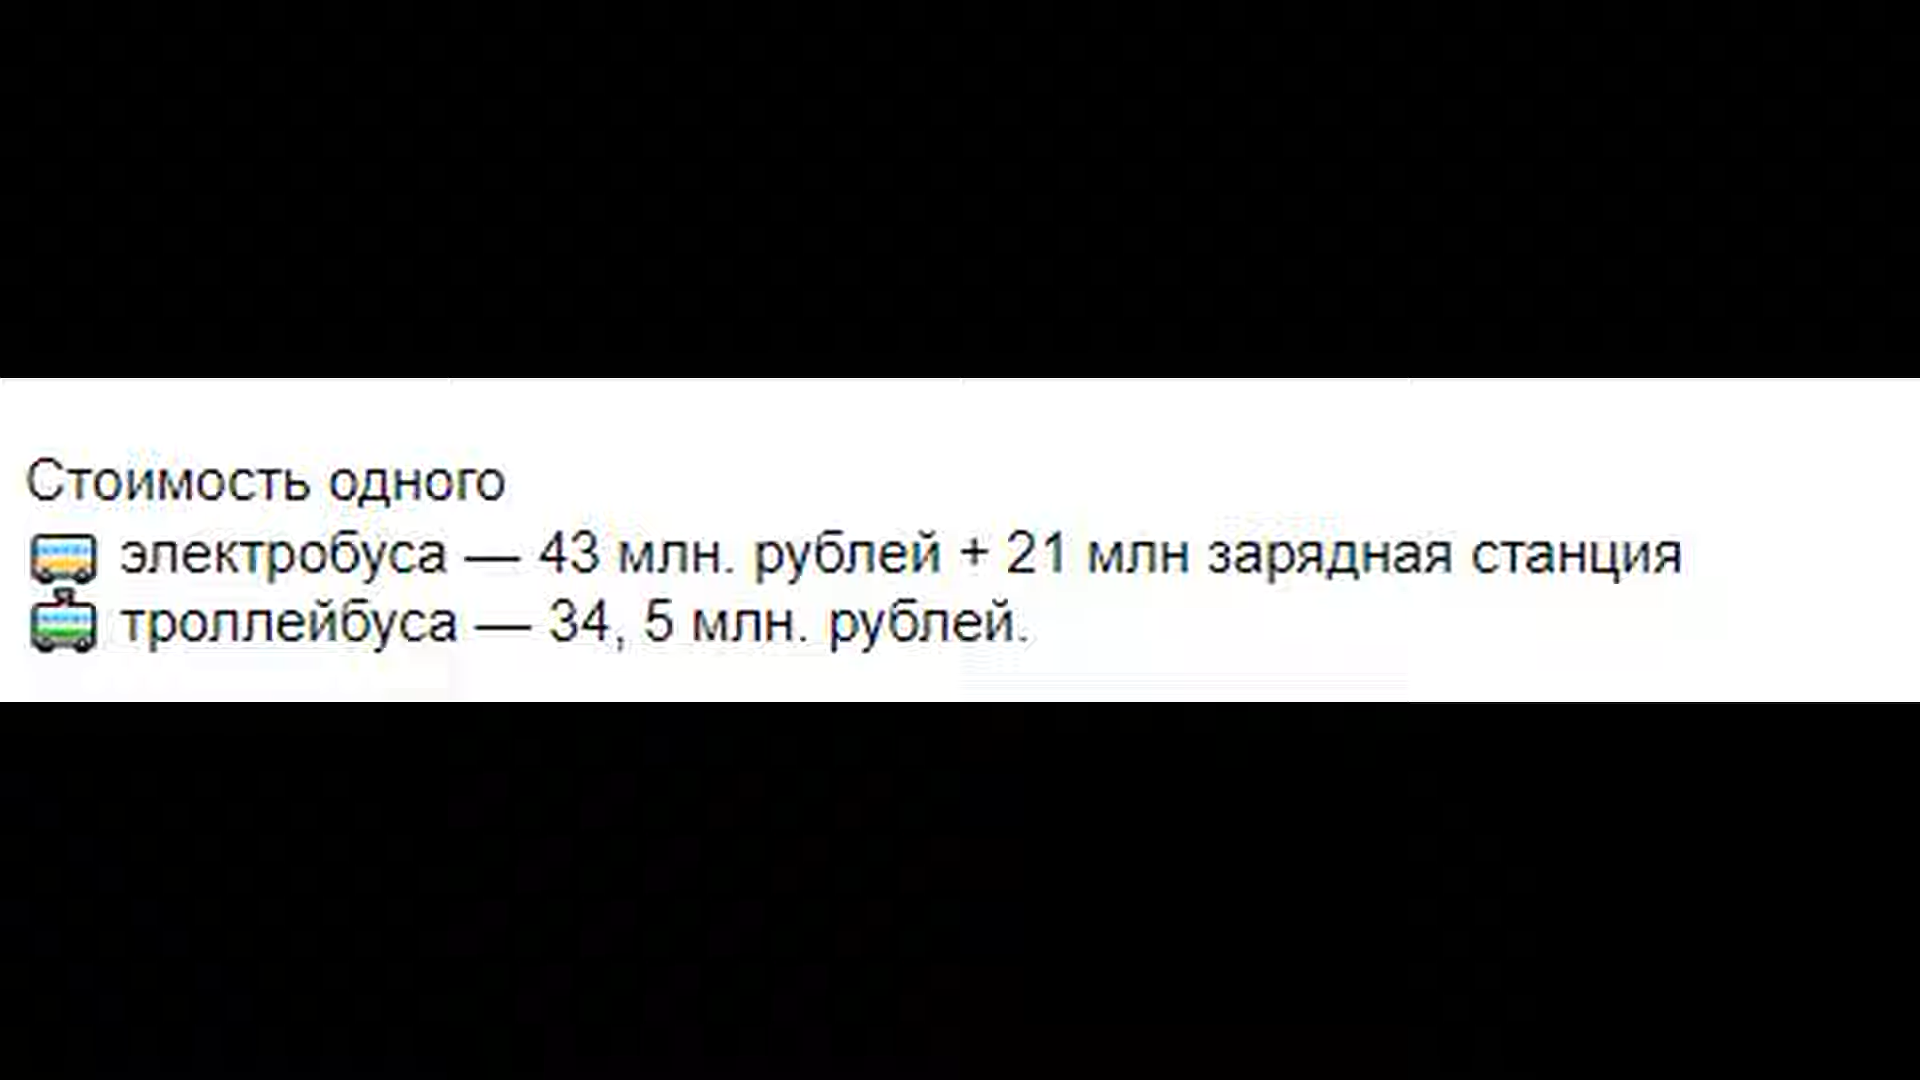 Стоимость одного
🚌 электробуса — 43 млн. рублей + 21 млн зарядная станция
🚎 троллейбуса — 34, 5 млн. рублей.